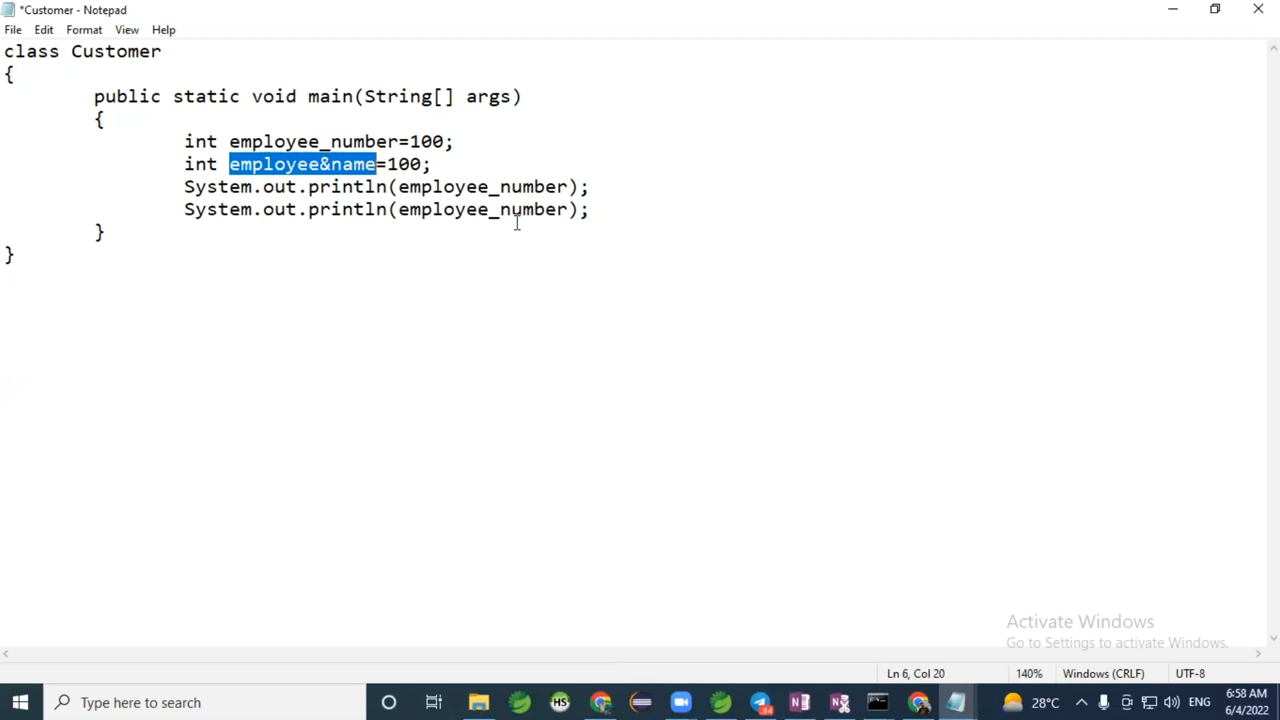 *Customer - Notepad
File Edit Format View Help
class Customer
{
public static void main(String[] args)
{
int employee_number=100;
int employee&name=100;
System.out.println(employee_number);
System.out.println(employee_number);
}
}
Activate Windows
Go to Settings to activate Windows.
Ln 6, Col 20 140% Windows (CRLF) UTF-8
Type here to search HS 94 28°C ENG 6:58 AM
6/4/2022